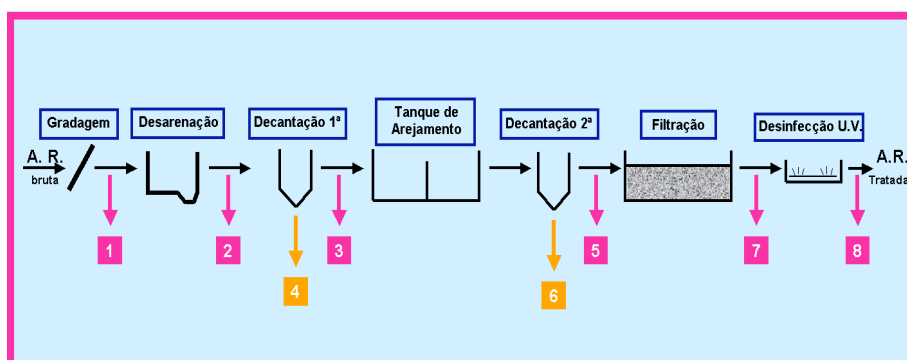 Gradagem
Desarenação
Decantação 1ª
Tanque de
Arejamento
Decantação 2ª
Filtração
Desinfecção U.V.
A. R.
bruta
A.R.
Tratada
1
2
3
4
5
6
7
8